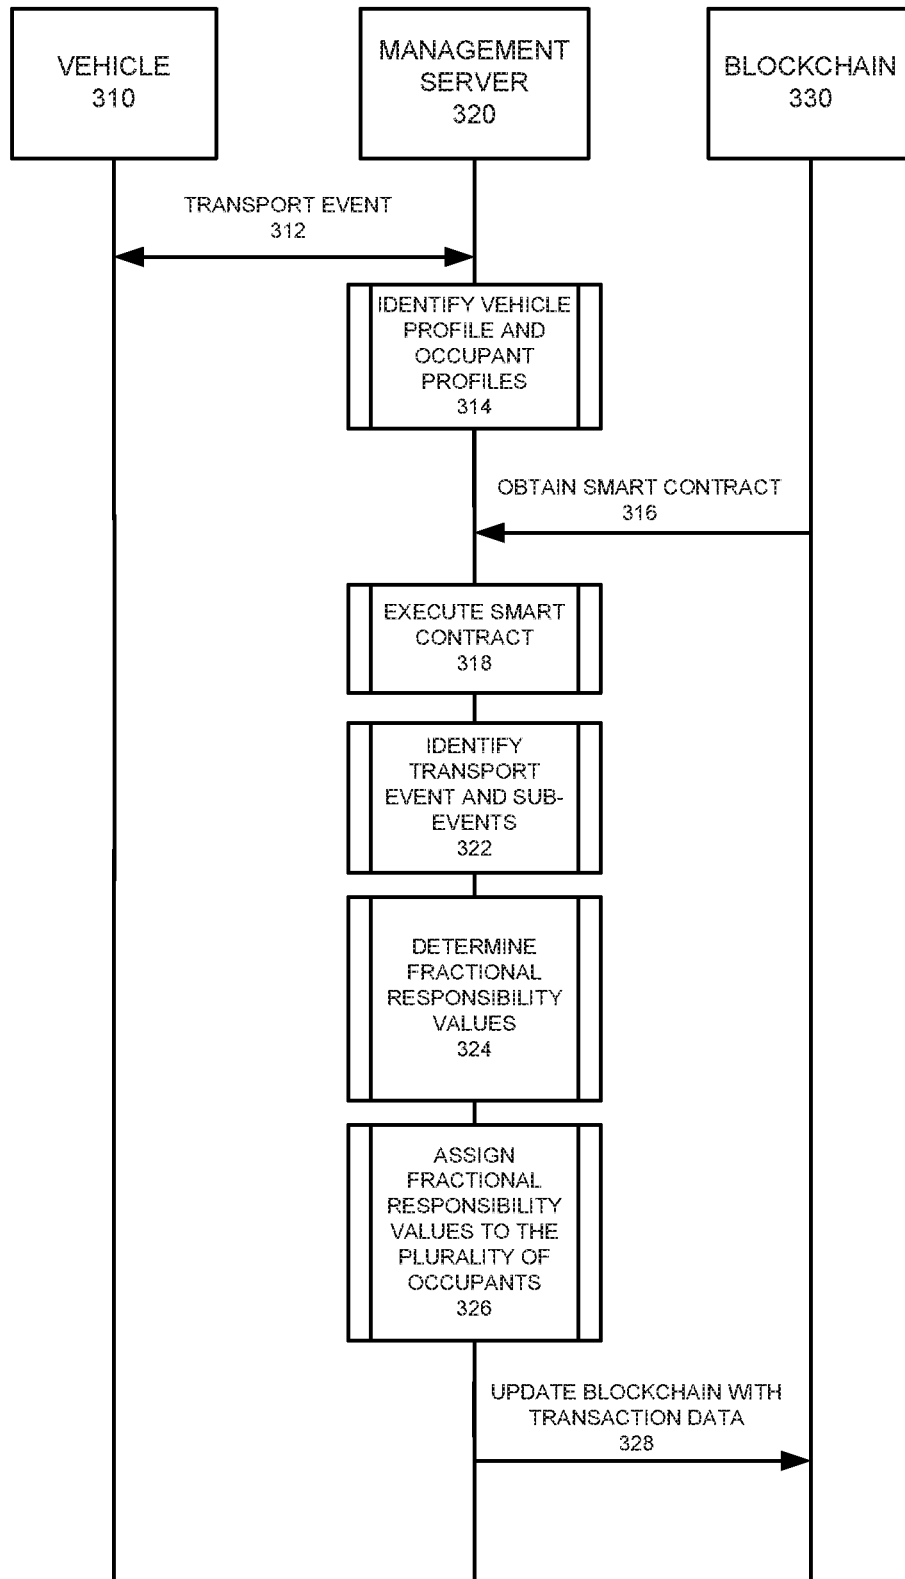 VEHICLE
310
MANAGEMENT
SERVER
320
BLOCKCHAIN
330
TRANSPORT EVENT
312
IDENTIFY VEHICLE
PROFILE AND
OCCUPANT
PROFILES
314
OBTAIN SMART CONTRACT
316
EXECUTE SMART
CONTRACT
318
IDENTIFY
TRANSPORT
EVENT AND SUB-
EVENTS
322
DETERMINE
FRACTIONAL
RESPONSIBILITY
VALUES
324
ASSIGN
FRACTIONAL
RESPONSIBILITY
VALUES TO THE
PLURALITY OF
OCCUPANTS
326
UPDATE BLOCKCHAIN WITH
TRANSACTION DATA
328